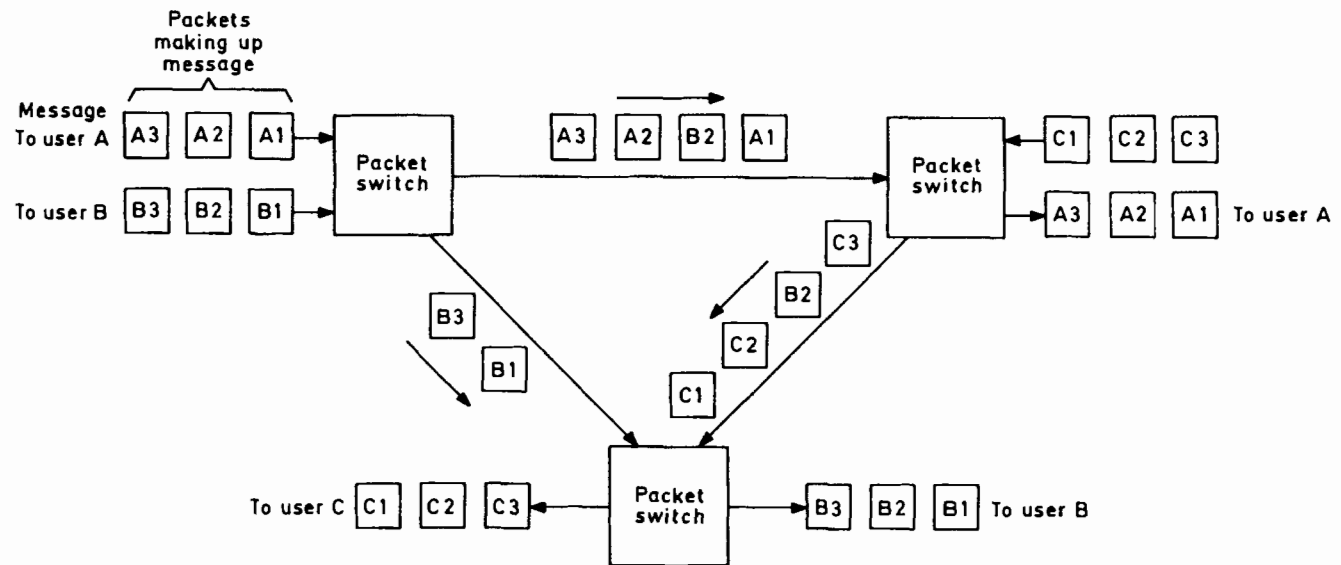 Packets
making up
message
Message
To user A A3 A2 A1
Packet
switch
A3 A2 B2 A1
Packet
switch
C1 C2 C3
To user B B3 B2 B1
A3 A2 A1 To user A
C3
B2
C2
C1
B3
B1
To user C C1 C2 C3
Packet
switch
B3 B2 B1 To user B